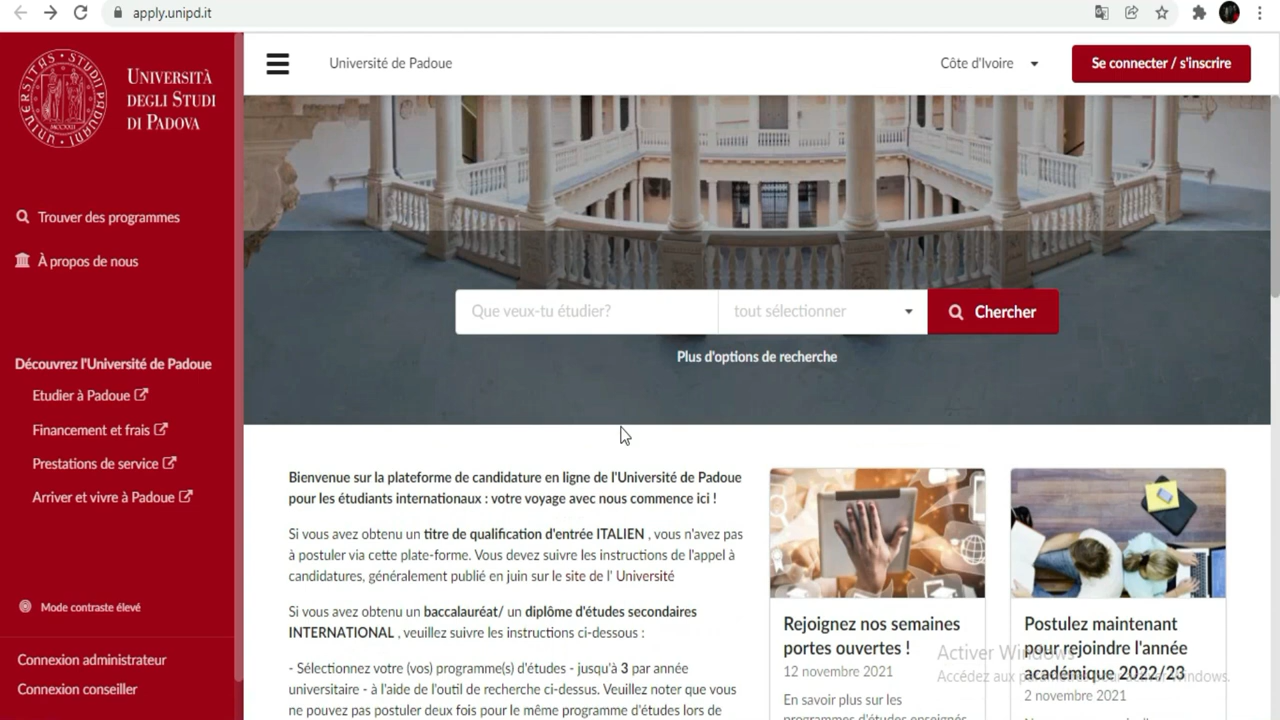 apply.unipd.it
UNIVERSITÀ
DEGLI STUDI
DI PADOVA
Trouver des programmes
À propos de nous
Découvrez l'Université de Padoue
Etudier à Padoue
Financement et frais
Prestations de service
Arriver et vivre à Padoue
Mode contraste élevé
Connexion administrateur
Connexion conseiller
Université de Padoue
Côte d'Ivoire
Se connecter / s'inscrire
Que veux-tu étudier?
tout sélectionner
Chercher
Plus d'options de recherche
Bienvenue sur la plateforme de candidature en ligne de l'Université de Padoue
pour les étudiants internationaux : votre voyage avec nous commence ici !
Si vous avez obtenu un titre de qualification d'entrée ITALIEN , vous n'avez pas
à postuler via cette plate-forme. Vous devez suivre les instructions de l'appel à
candidatures, généralement publié en juin sur le site de l' Université
Si vous avez obtenu un baccalauréat/ un diplôme d'études secondaires
INTERNATIONAL , veuillez suivre les instructions ci-dessous :
- Sélectionnez votre (vos) programme(s) d'études - jusqu'à 3 par année
universitaire - à l'aide de l'outil de recherche ci-dessus. Veuillez noter que vous
ne pouvez pas postuler deux fois pour le même programme d'études lors de
Rejoignez nos semaines
portes ouvertes !
12 novembre 2021
En savoir plus sur les
programmes d'études enseignés
Postulez maintenant
pour rejoindre l'année
académique 2022/23
2 novembre 2021
Activer Windows
Accédez aux paramètres pour activer Windows.